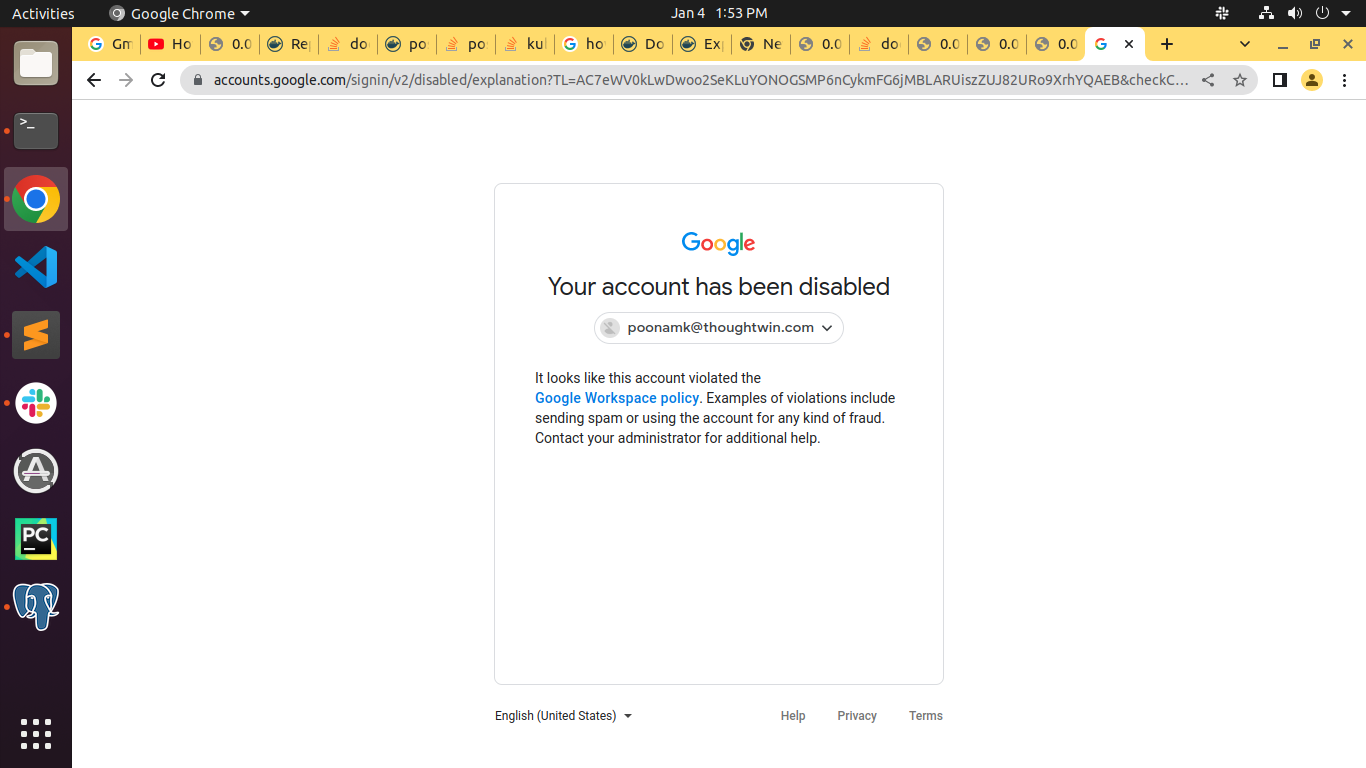 Activities
Google Chrome
Jan 4 1:53 PM
Gm
Ho
0.0
Rep
do
po
po
kul
ho
Do
Exp
Ne
0.0
do
0.0
0.0
0.0
accounts.google.com/signin/v2/disabled/explanation?TL=AC7eWV0kLwDwoo2SeKLuYONOGSMP6nCykmFG6jMBLARUiszZUJ82URo9XrhYQAEB&checkC...
>_
PC
Google
Your account has been disabled
poonamk@thoughtwin.com
It looks like this account violated the
Google Workspace policy. Examples of violations include
sending spam or using the account for any kind of fraud.
Contact your administrator for additional help.
English (United States)
Help
Privacy
Terms